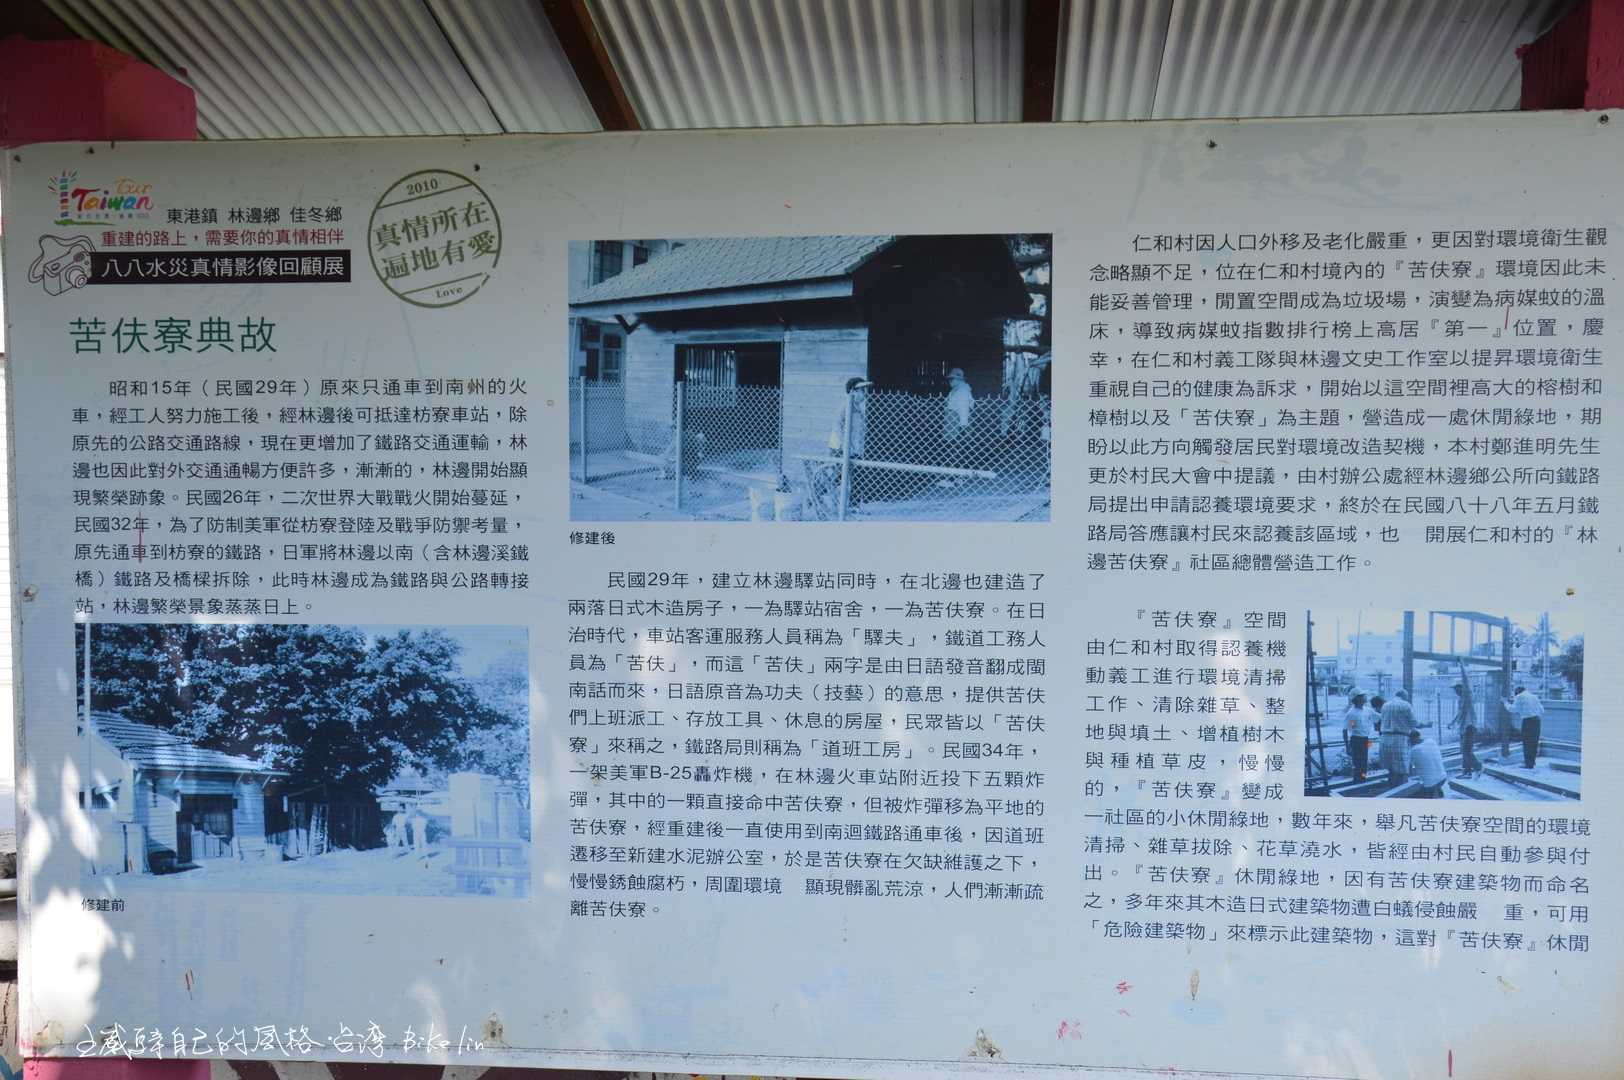 Tour
Taiwan
東港鎮 林邊鄉 佳冬鄉
重建的路上，需要你的真情相伴
八八水災真情影像回顧展
2010
真情所在
遍地有愛
Love
苦伕寮典故
昭和15年（民國29年）原來只通車到南州的火
車，經工人努力施工後，經林邊後可抵達枋寮車站，除
原先的公路交通路線，現在更增加了鐵路交通運輸，林
邊也因此對外交通通暢方便許多，漸漸的，林邊開始顯
現繁榮跡象。民國26年，二次世界大戰戰火開始蔓延，
民國32年，為了防制美軍從枋寮登陸及戰爭防禦考量，
原先通車到枋寮的鐵路，日軍將林邊以南（含林邊溪鐵
橋）鐵路及橋樑拆除，此時林邊成為鐵路與公路轉接
站，林邊繁榮景象蒸蒸日上。
修建前
修建後
民國29年，建立林邊驛站同時，在北邊也建造了
兩落日式木造房子，一為驛站宿舍，一為苦伕寮。在日
治時代，車站客運服務人員稱為「驛夫」，鐵道工務人
員為「苦伕」，而這「苦伕」兩字是由日語發音翻成閩
南話而來，日語原音為功夫（技藝）的意思，提供苦伕
們上班派工、存放工具、休息的房屋，民眾皆以「苦伕
寮」來稱之，鐵路局則稱為「道班工房」。民國34年，
一架美軍B-25轟炸機，在林邊火車站附近投下五顆炸
彈，其中的一顆直接命中苦伕寮，但被炸彈移為平地的
苦伕寮，經重建後一直使用到南迴鐵路通車後，因道班
遷移至新建水泥辦公室，於是苦伕寮在欠缺維護之下，
慢慢銹蝕腐朽，周圍環境 顯現髒亂荒涼，人們漸漸疏
離苦伕寮。
仁和村因人口外移及老化嚴重，更因對環境衛生觀
念略顯不足，位在仁和村境內的『苦伕寮』環境因此未
能妥善管理，閒置空間成為垃圾場，演變為病媒蚊的溫
床，導致病媒蚊指數排行榜上高居『第一』位置，慶
幸，在仁和村義工隊與林邊文史工作室以提昇環境衛生
重視自己的健康為訴求，開始以這空間裡高大的榕樹和
樟樹以及「苦伕寮」為主題，營造成一處休閒綠地，期
盼以此方向觸發居民對環境改造契機，本村鄭進明先生
更於村民大會中提議，由村辦公處經林邊鄉公所向鐵路
局提出申請認養環境要求，終於在民國八十八年五月鐵
路局答應讓村民來認養該區域，也 開展仁和村的『林
邊苦伕寮』社區總體營造工作。
『苦伕寮』空間
由仁和村取得認養機
動義工進行環境清掃
工作、清除雜草、整
地與填土、增植樹木
與種植草皮，慢慢
的，『苦伕寮』變成
一社區的小休閒綠地，數年來，舉凡苦伕寮空間的環境
清掃、雜草拔除、花草澆水，皆經由村民自動參與付
出。『苦伕寮』休閒綠地，因有苦伕寮建築物而命名
之，多年來其木造日式建築物遭白蟻侵蝕嚴 重，可用
「危險建築物」來標示此建築物，這對『苦伕寮』休閒
自己的風格 台灣 Bike lin